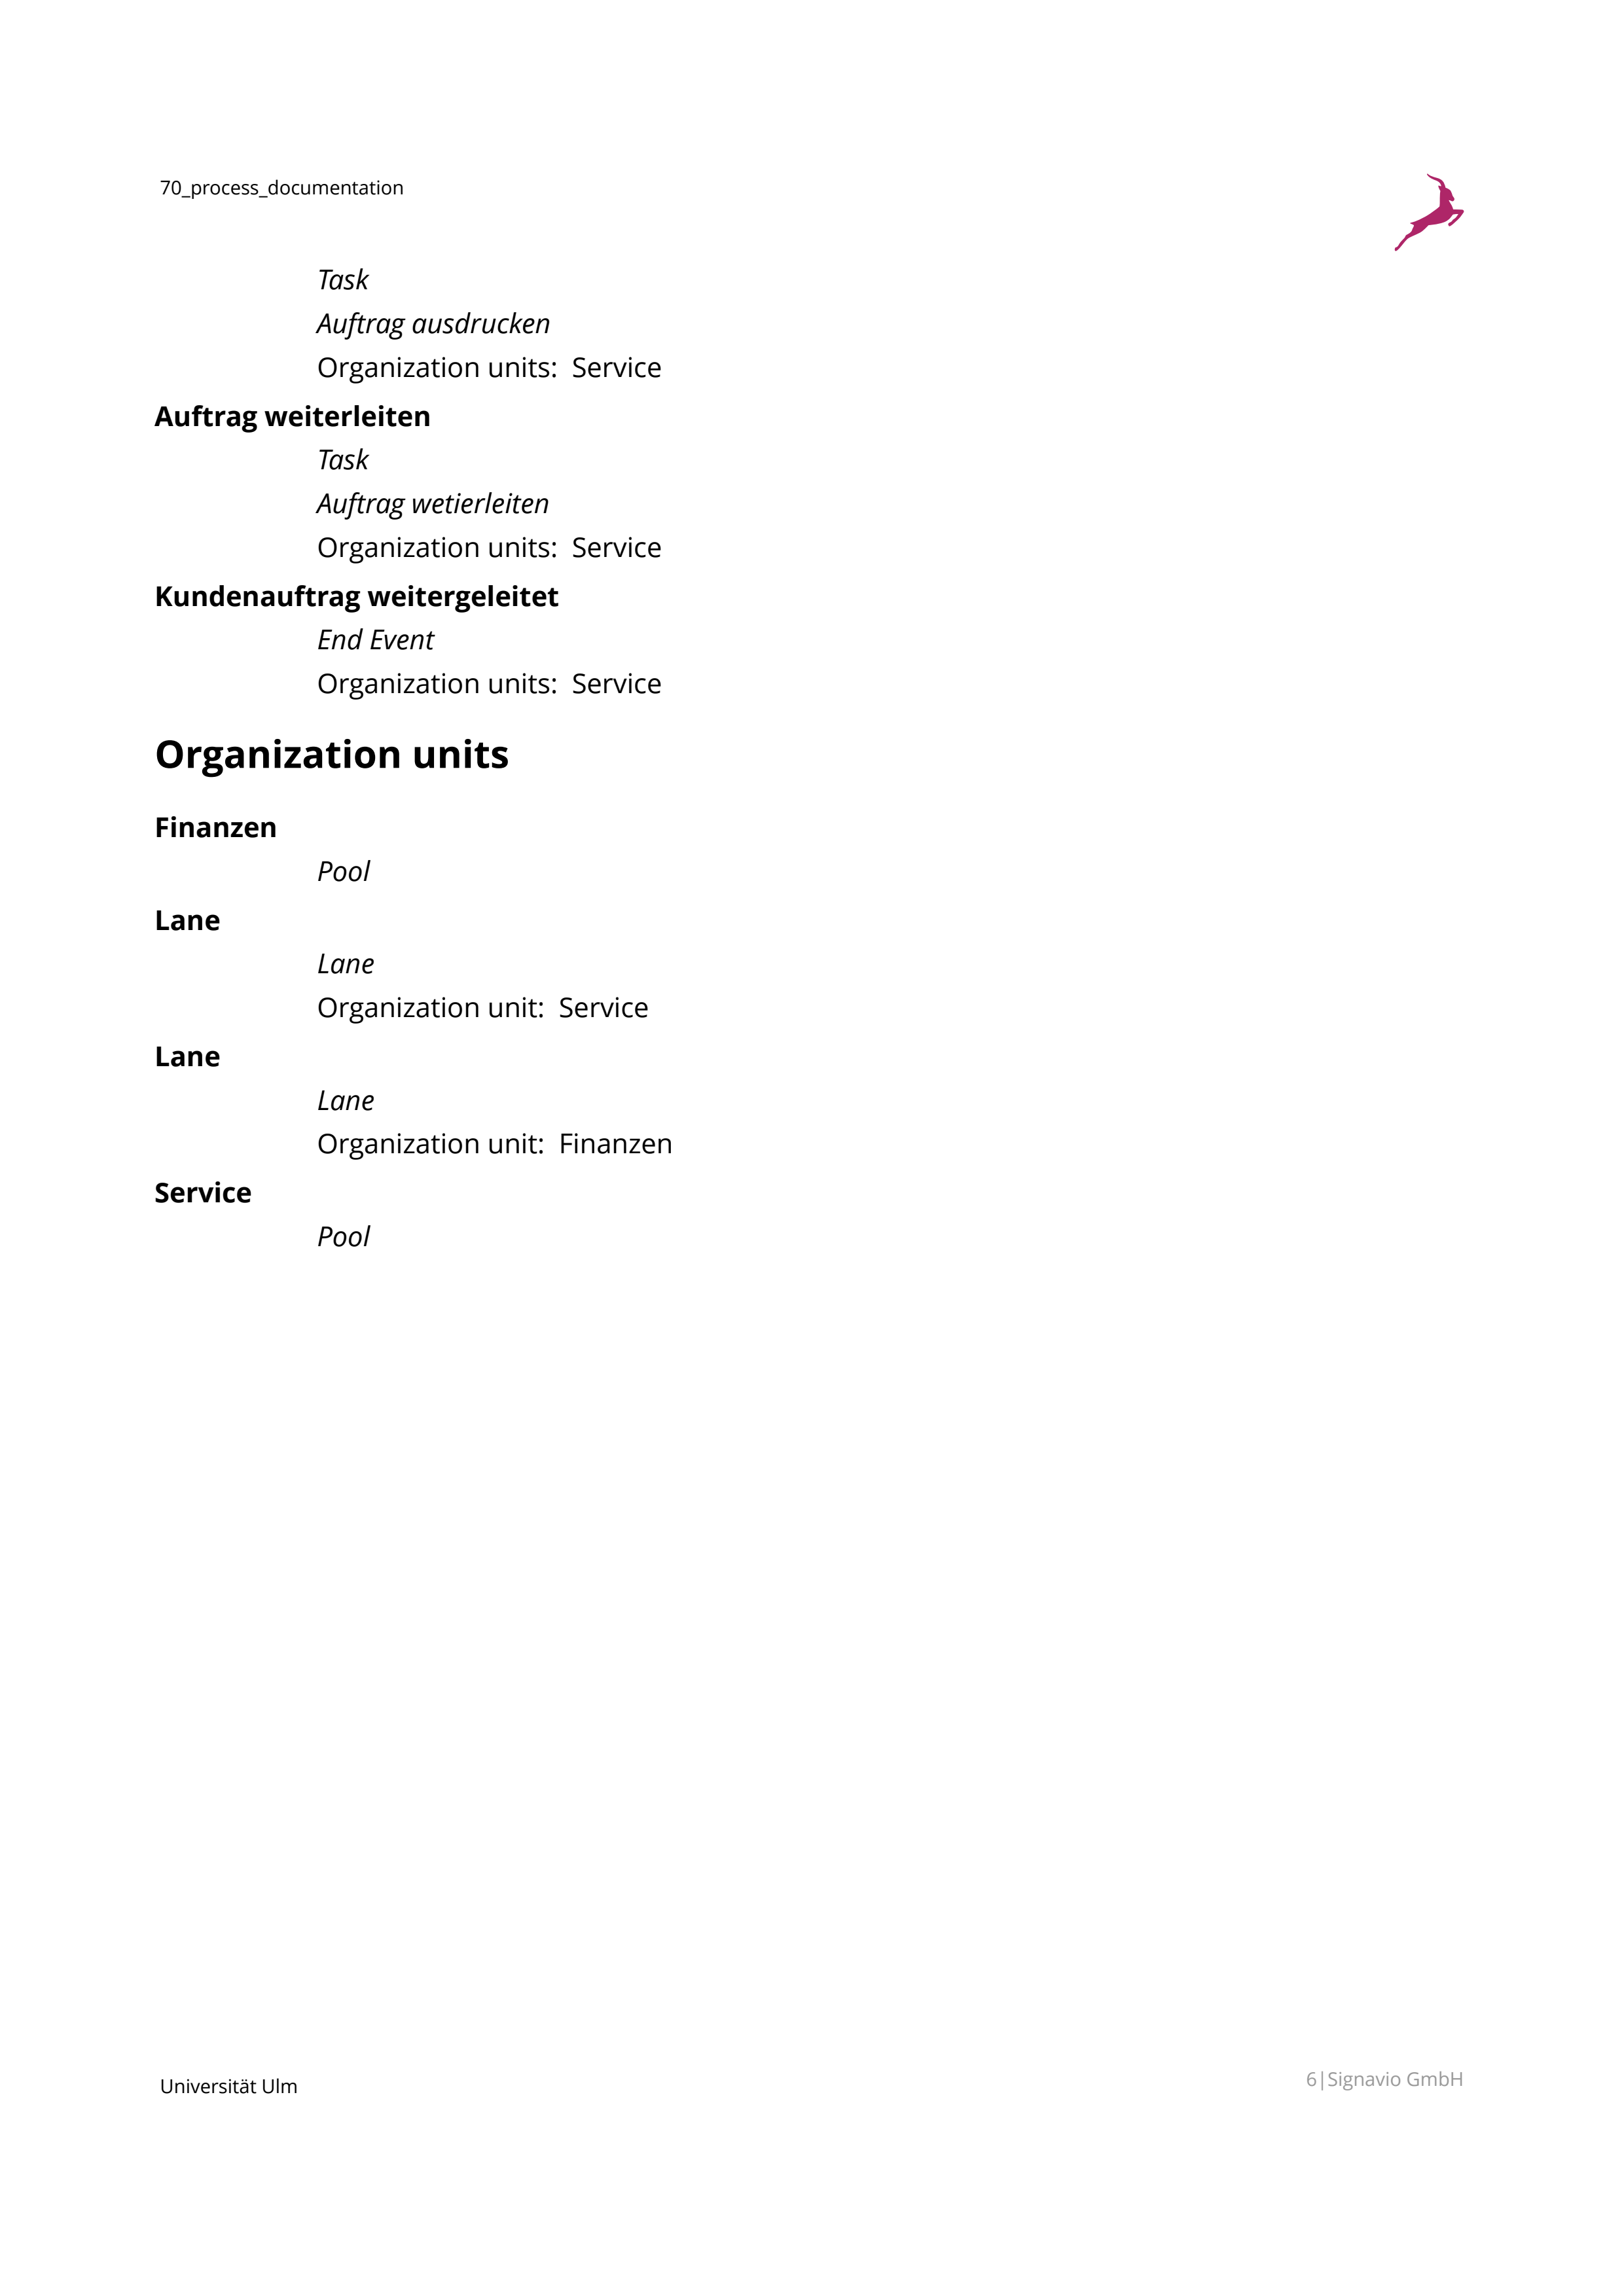 70_process_documentation
Task
Auftrag ausdrucken
Organization units:  Service
Auftrag weiterleiten
Task
Auftrag wetierleiten
Organization units:  Service
Kundenauftrag weitergeleitet
End Event
Organization units:  Service
Organization units
Finanzen
Pool
Lane
Lane
Organization unit:  Service
Lane
Lane
Organization unit:  Finanzen
Service
Pool
Universität Ulm
6|Signavio GmbH